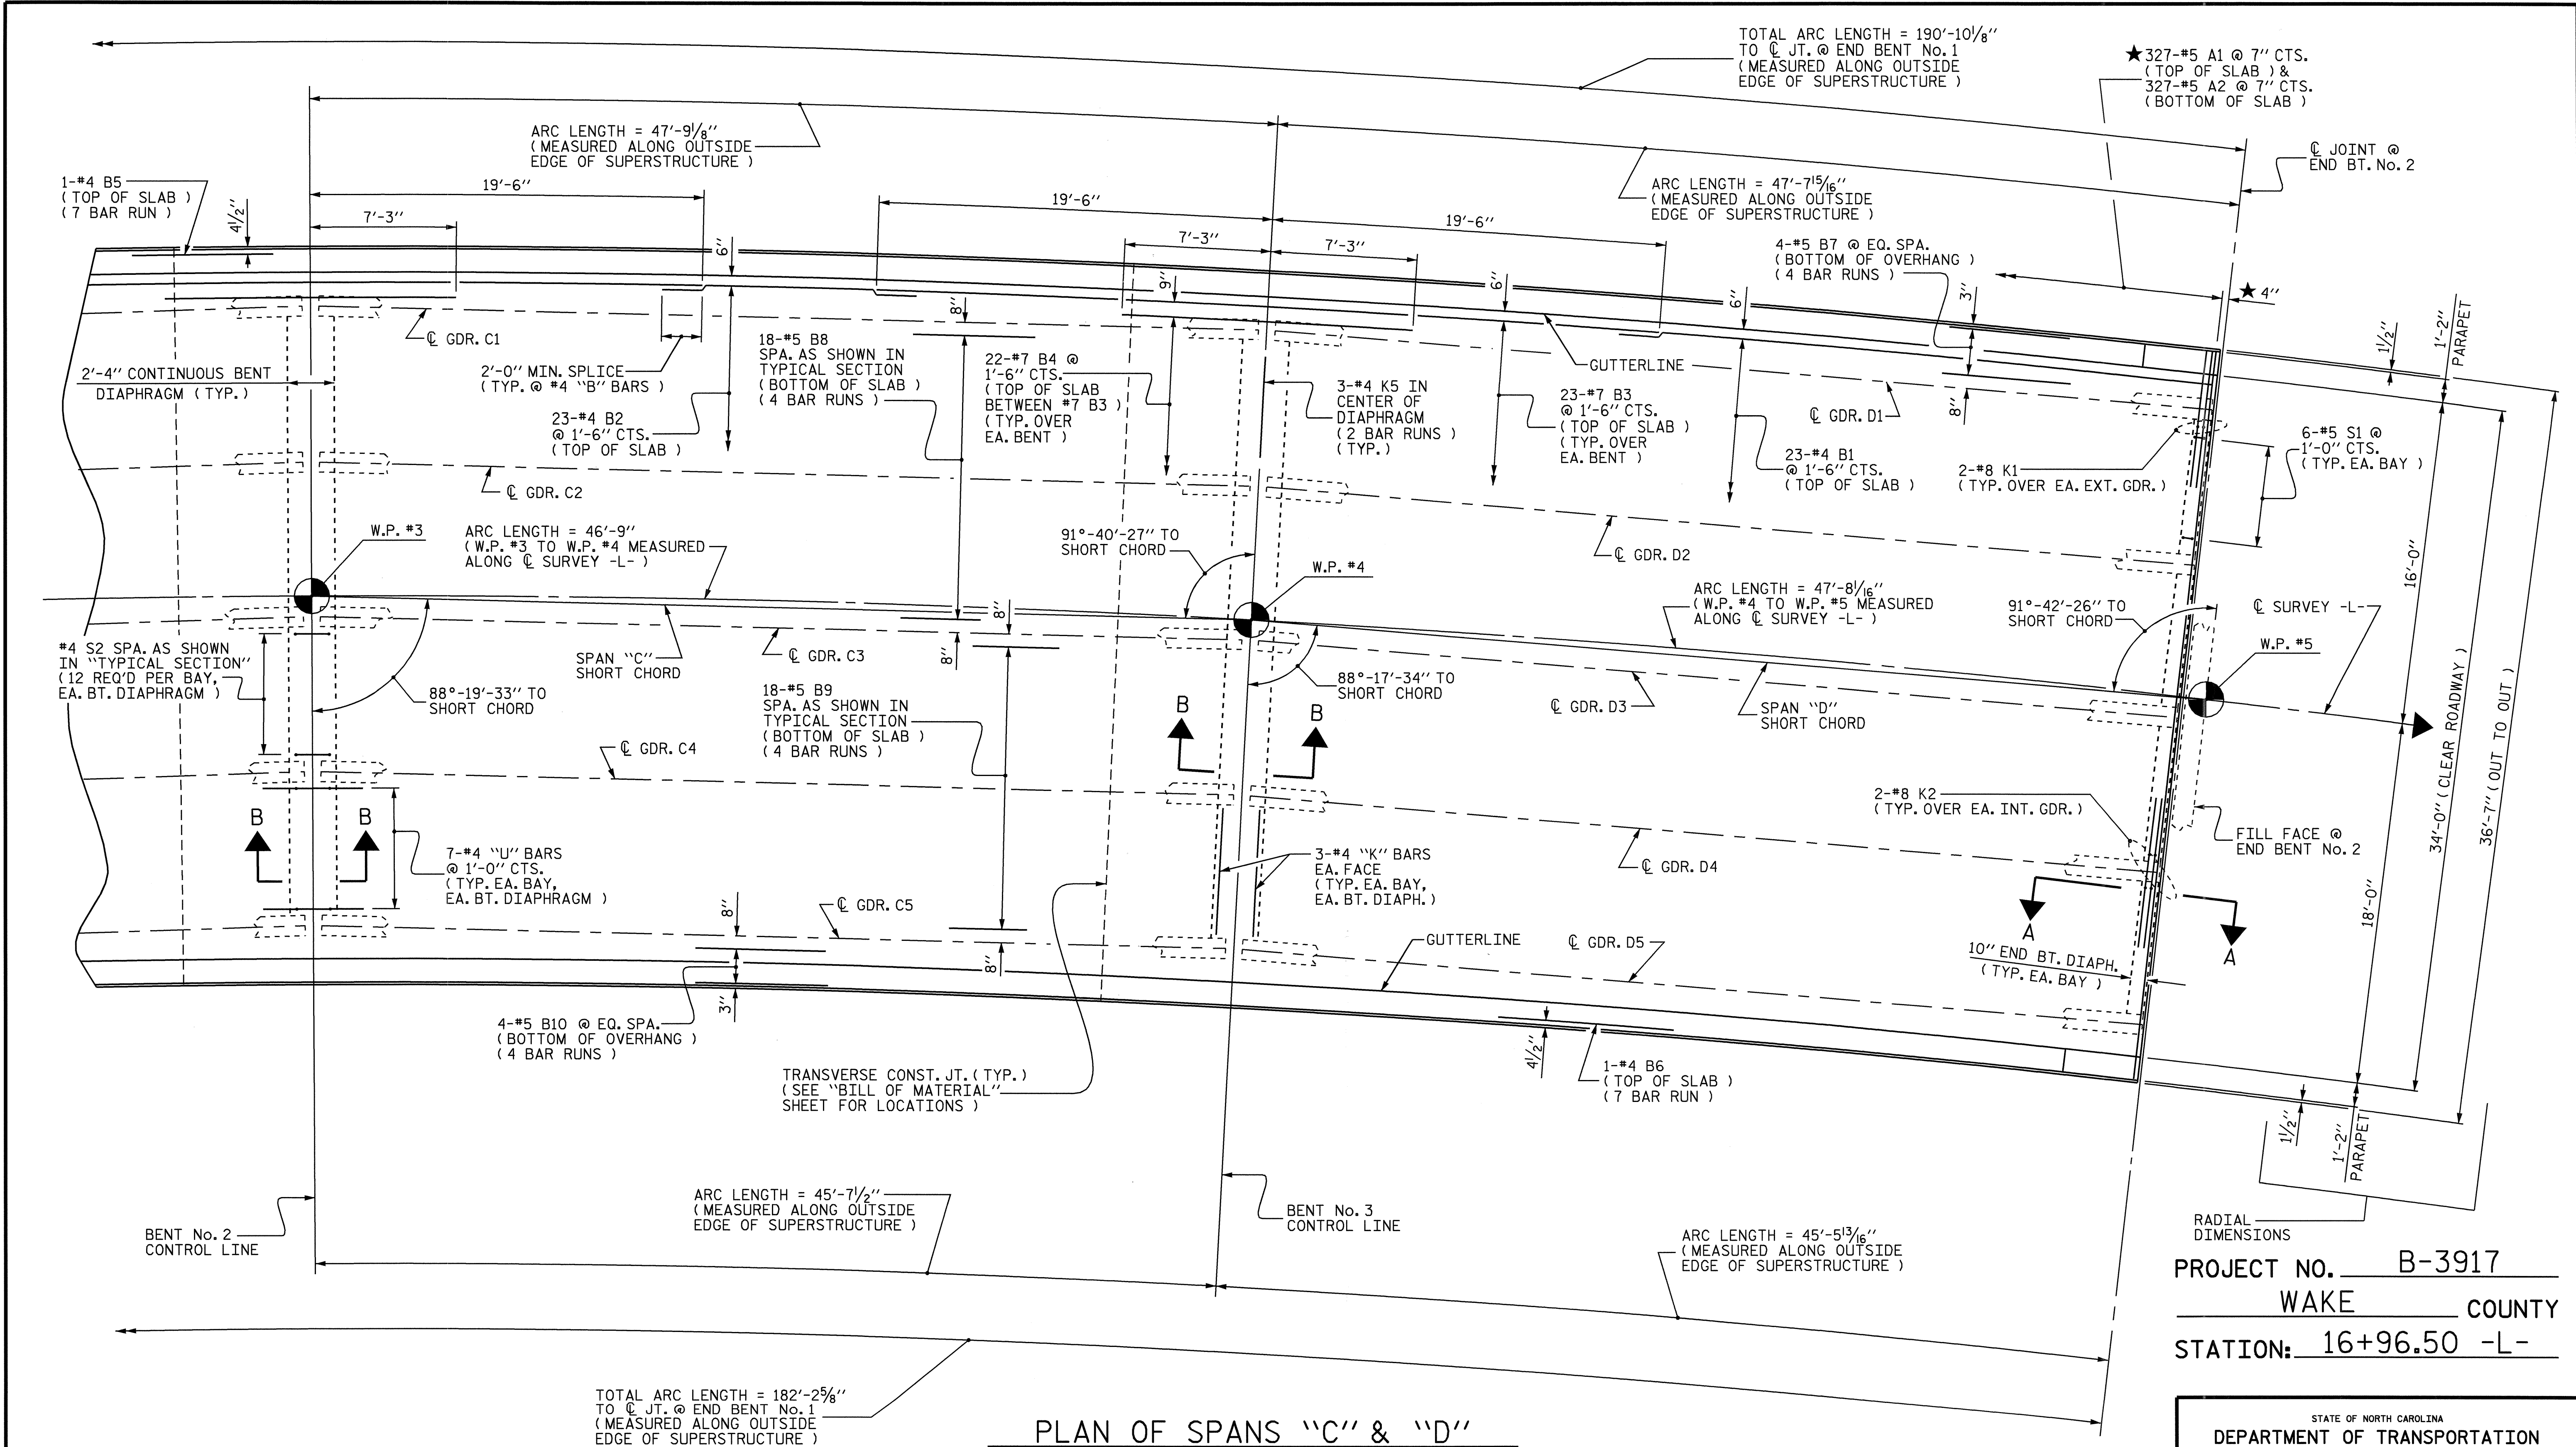 TOTAL ARC LENGTH = 190'-10 1/8"
TO ℄ JT. @ END BENT No. 1
( MEASURED ALONG OUTSIDE
EDGE OF SUPERSTRUCTURE )
★ 327-#5 A1 @ 7" CTS.
( TOP OF SLAB ) &
327-#5 A2 @ 7" CTS.
( BOTTOM OF SLAB )
ARC LENGTH = 47'-9 1/8"
( MEASURED ALONG OUTSIDE
EDGE OF SUPERSTRUCTURE )
℄ JOINT @
END BT. No. 2
1-#4 B5
( TOP OF SLAB )
( 7 BAR RUN )
4 1/2"
19'-6"
7'-3"
6"
19'-6"
7'-3"
9"
7'-3"
19'-6"
ARC LENGTH = 47'-7 15/16"
( MEASURED ALONG OUTSIDE
EDGE OF SUPERSTRUCTURE )
6"
6"
4-#5 B7 @ EQ. SPA.
( BOTTOM OF OVERHANG )
( 4 BAR RUNS )
3"
★ 4"
1 1/2"
1'-2"
PARAPET
℄ GDR. C1
8"
2'-4" CONTINUOUS BENT
DIAPHRAGM ( TYP. )
2'-0" MIN. SPLICE
( TYP. @ #4 "B" BARS )
18-#5 B8
SPA. AS SHOWN IN
TYPICAL SECTION
( BOTTOM OF SLAB )
( 4 BAR RUNS )
22-#7 B4 @
1'-6" CTS.
( TOP OF SLAB
BETWEEN #7 B3 )
( TYP. OVER
EA. BENT )
3-#4 K5 IN
CENTER OF
DIAPHRAGM
( 2 BAR RUNS )
( TYP. )
GUTTERLINE
23-#7 B3
@ 1'-6" CTS.
( TOP OF SLAB )
( TYP. OVER
EA. BENT )
℄ GDR. D1
8"
23-#4 B2
@ 1'-6" CTS.
( TOP OF SLAB )
23-#4 B1
@ 1'-6" CTS.
( TOP OF SLAB )
2-#8 K1
( TYP. OVER EA. EXT. GDR. )
6-#5 S1 @
1'-0" CTS.
( TYP. EA. BAY )
℄ GDR. C2
W.P. #3
ARC LENGTH = 46'-9"
( W.P. #3 TO W.P. #4 MEASURED
ALONG ℄ SURVEY -L- )
91°-40'-27" TO
SHORT CHORD
W.P. #4
℄ GDR. D2
ARC LENGTH = 47'-8 1/16"
( W.P. #4 TO W.P. #5 MEASURED
ALONG ℄ SURVEY -L- )
91°-42'-26" TO
SHORT CHORD
℄ SURVEY -L-
W.P. #5
16'-0"
34'-0" ( CLEAR ROADWAY )
36'-7" ( OUT TO OUT )
#4 S2 SPA. AS SHOWN
IN "TYPICAL SECTION"
( 12 REQ'D PER BAY,
EA. BT. DIAPHRAGM )
88°-19'-33" TO
SHORT CHORD
SPAN "C"
SHORT CHORD
℄ GDR. C3
8"
8"
88°-17'-34" TO
SHORT CHORD
℄ GDR. D3
SPAN "D"
SHORT CHORD
18-#5 B9
SPA. AS SHOWN IN
TYPICAL SECTION
( BOTTOM OF SLAB )
( 4 BAR RUNS )
℄ GDR. C4
B
B
B
B
7-#4 "U" BARS
@ 1'-0" CTS.
( TYP. EA. BAY,
EA. BT. DIAPHRAGM )
3-#4 "K" BARS
EA. FACE
( TYP. EA. BAY,
EA. BT. DIAPH. )
℄ GDR. D4
2-#8 K2
( TYP. OVER EA. INT. GDR. )
FILL FACE @
END BENT No. 2
18'-0"
8"
℄ GDR. C5
8"
3"
GUTTERLINE
℄ GDR. D5
A
A
10" END BT. DIAPH.
( TYP. EA. BAY )
4-#5 B10 @ EQ. SPA.
( BOTTOM OF OVERHANG )
( 4 BAR RUNS )
TRANSVERSE CONST. JT. ( TYP. )
( SEE "BILL OF MATERIAL"
SHEET FOR LOCATIONS )
4 1/2"
1-#4 B6
( TOP OF SLAB )
( 7 BAR RUN )
1 1/2"
1'-2"
PARAPET
BENT No. 2
CONTROL LINE
ARC LENGTH = 45'-7 1/2"
( MEASURED ALONG OUTSIDE
EDGE OF SUPERSTRUCTURE )
BENT No. 3
CONTROL LINE
ARC LENGTH = 45'-5 13/16"
( MEASURED ALONG OUTSIDE
EDGE OF SUPERSTRUCTURE )
RADIAL
DIMENSIONS
TOTAL ARC LENGTH = 182'-2 5/8"
TO ℄ JT. @ END BENT No. 1
( MEASURED ALONG OUTSIDE
EDGE OF SUPERSTRUCTURE )
PLAN OF SPANS "C" & "D"
PROJECT NO. B-3917
WAKE COUNTY
STATION: 16+96.50 -L-
STATE OF NORTH CAROLINA
DEPARTMENT OF TRANSPORTATION